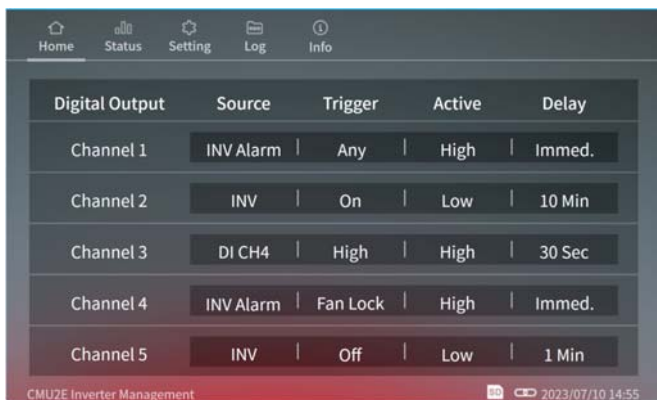 Home Status Setting Log Info
Digital Output Source Trigger Active Delay
Channel 1 INV Alarm Any High Immed.
Channel 2 INV On Low 10 Min
Channel 3 DI CH4 High High 30 Sec
Channel 4 INV Alarm Fan Lock High Immed.
Channel 5 INV Off Low 1 Min
CMU2E Inverter Management SD 2023/07/10 14:55